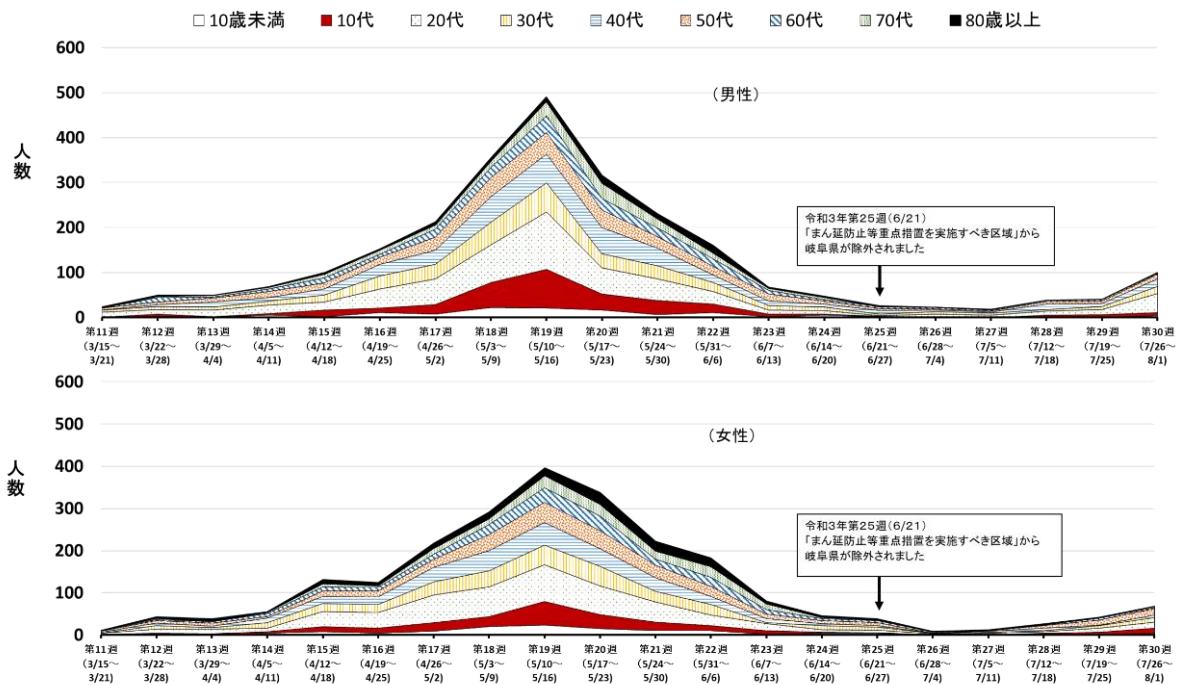 10歳未満 10代 20代 30代 40代 50代 60代 70代 80歳以上
600
500
400
300
200
100
0
人数
（男性）
令和3年第25週（6/21）
「まん延防止等重点措置を実施すべき区域」から
岐阜県が除外されました
第11週 第12週 第13週 第14週 第15週 第16週 第17週 第18週 第19週 第20週 第21週 第22週 第23週 第24週 第25週 第26週 第27週 第28週 第29週 第30週
(3/15～ (3/22～ (3/29～ (4/5～ (4/12～ (4/19～ (4/26～ (5/3～ (5/10～ (5/17～ (5/24～ (5/31～ (6/7～ (6/14～ (6/21～ (6/28～ (7/5～ (7/12～ (7/19～ (7/26～
3/21) 3/28) 4/4) 4/11) 4/18) 4/25) 5/2) 5/9) 5/16) 5/23) 5/30) 6/6) 6/13) 6/20) 6/27) 7/4) 7/11) 7/18) 7/25) 8/1)
600
500
400
300
200
100
0
人数
（女性）
令和3年第25週（6/21）
「まん延防止等重点措置を実施すべき区域」から
岐阜県が除外されました
第11週 第12週 第13週 第14週 第15週 第16週 第17週 第18週 第19週 第20週 第21週 第22週 第23週 第24週 第25週 第26週 第27週 第28週 第29週 第30週
(3/15～ (3/22～ (3/29～ (4/5～ (4/12～ (4/19～ (4/26～ (5/3～ (5/10～ (5/17～ (5/24～ (5/31～ (6/7～ (6/14～ (6/21～ (6/28～ (7/5～ (7/12～ (7/19～ (7/26～
3/21) 3/28) 4/4) 4/11) 4/18) 4/25) 5/2) 5/9) 5/16) 5/23) 5/30) 6/6) 6/13) 6/20) 6/27) 7/4) 7/11) 7/18) 7/25) 8/1)